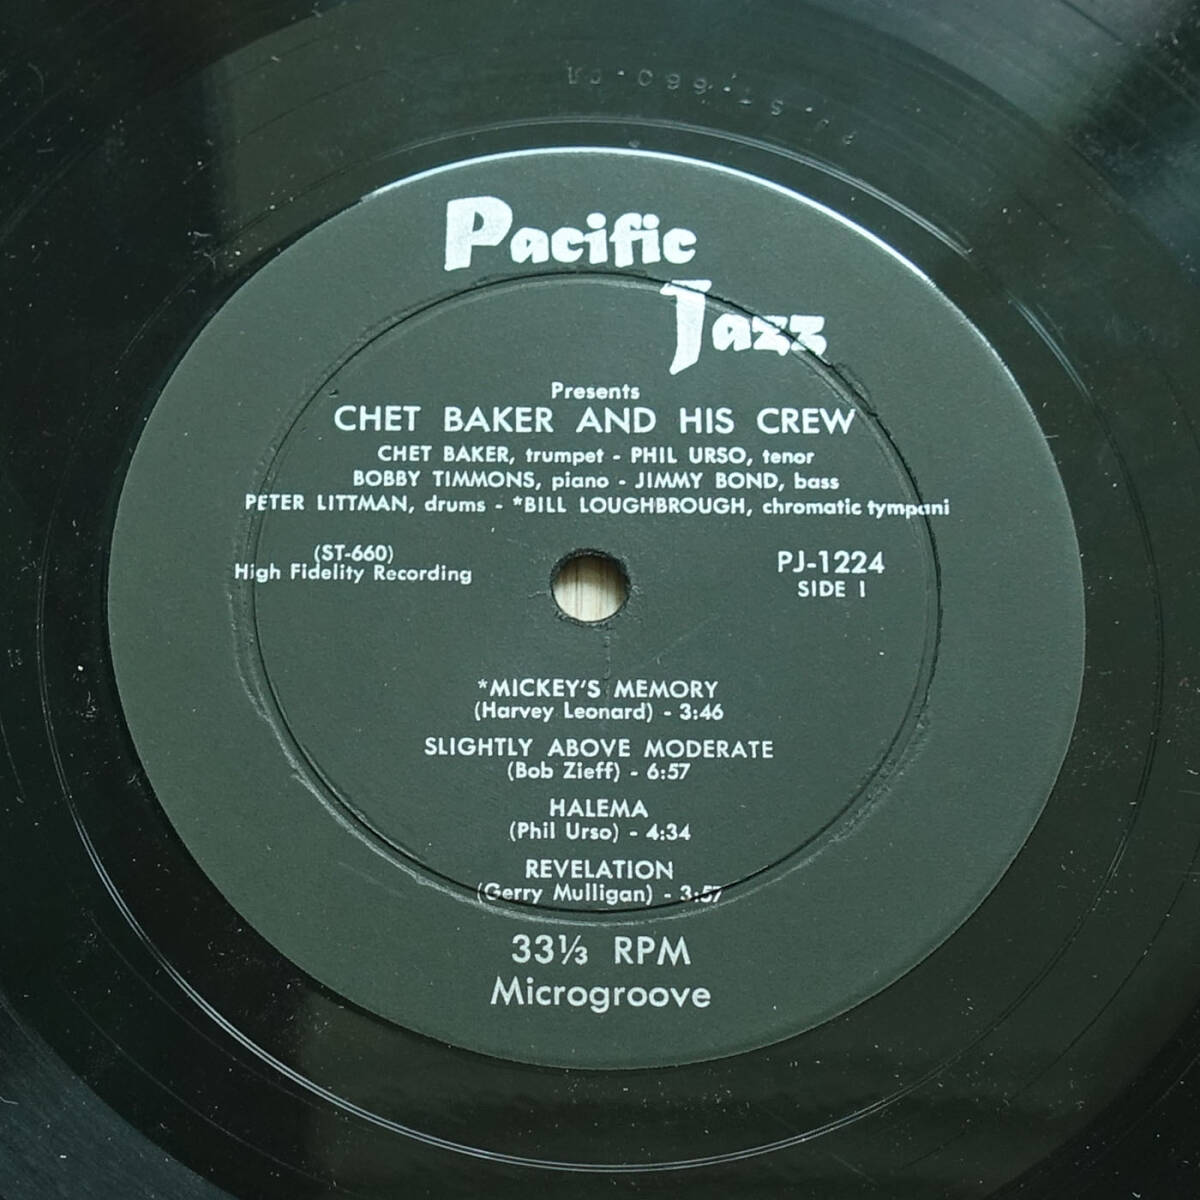 Pacific
Jazz
Presents
CHET BAKER AND HIS CREW
CHET BAKER, trumpet - PHIL URSO, tenor
BOBBY TIMMONS, piano - JIMMY BOND, bass
PETER LITTMAN, drums - *BILL LOUGHBROUGH, chromatic tympani
(ST-660)
High Fidelity Recording
PJ-1224
SIDE 1
*MICKEY'S MEMORY
(Harvey Leonard) - 3:46
SLIGHTLY ABOVE MODERATE
(Bob Zieff) - 6:57
HALEMA
(Phil Urso) - 4:34
REVELATION
(Gerry Mulligan) - 3:57
33⅓ RPM
Microgroove